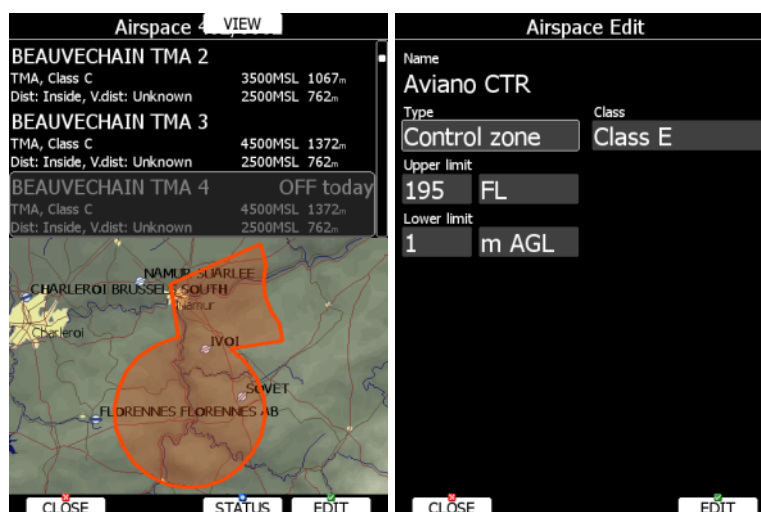 Airspace
VIEW
BEAUVECHAIN TMA 2
TMA, Class C 3500MSL 1067m
Dist: Inside, V.dist: Unknown 2500MSL 762m
BEAUVECHAIN TMA 3
TMA, Class C 4500MSL 1372m
Dist: Inside, V.dist: Unknown 2500MSL 762m
BEAUVECHAIN TMA 4 OFF today
TMA, Class C 4500MSL 1372m
Dist: Inside, V.dist: Unknown 2500MSL 762m
NAMUR SUARLEE
CHARLEROI BRUSSELS SOUTH
Namur
Charleroi
IVOI
SOVET
FLORENNES FLORENNES AB
CLOSE STATUS EDIT
Airspace Edit
Name
Aviano CTR
Type Class
Control zone Class E
Upper limit
195 FL
Lower limit
1 m AGL
CLOSE EDIT